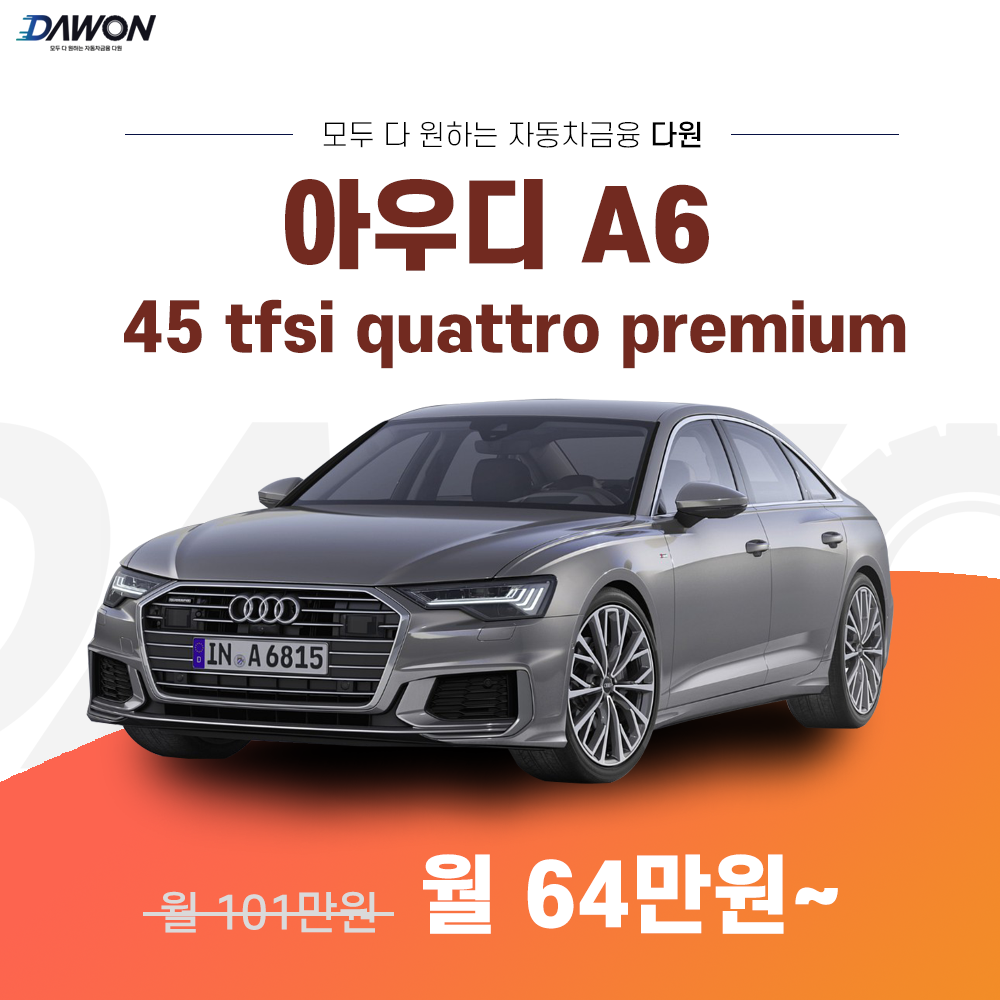 DAWON
모두 다 원하는 자동차금융 다원
모두 다 원하는 자동차금융 다원
아우디 A6
45 tfsi quattro premium
IN A 6815
월 101만원
월 64만원~